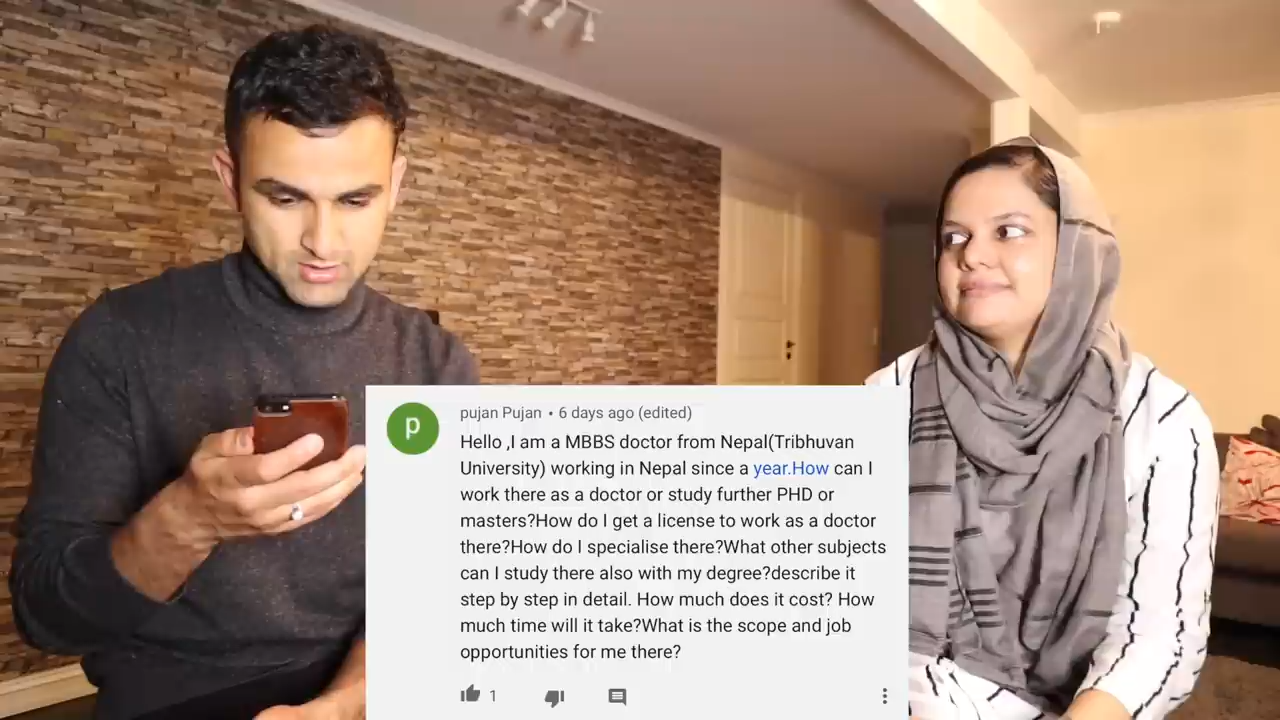 p
pujan Pujan • 6 days ago (edited)
Hello ,I am a MBBS doctor from Nepal(Tribhuvan
University) working in Nepal since a year.How can I
work there as a doctor or study further PHD or
masters?How do I get a license to work as a doctor
there?How do I specialise there?What other subjects
can I study there also with my degree?describe it
step by step in detail. How much does it cost? How
much time will it take?What is the scope and job
opportunities for me there?
1